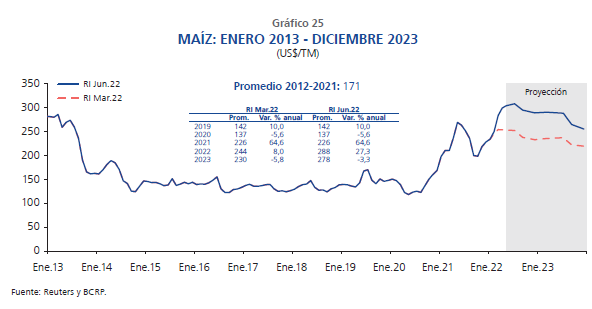 Gráfico 25
MAÍZ: ENERO 2013 - DICIEMBRE 2023
(US$/TM)
350
300
250
200
150
100
50
0
RI Jun.22
RI Mar.22
Promedio 2012-2021: 171
Proyección
RI Mar.22 RI Jun.22
Prom. Var. % anual Prom. Var. % anual
2019 142 10,0 142 10,0
2020 137 -5,6 137 -5,6
2021 226 64,6 226 64,6
2022 244 8,0 288 27,3
2023 230 -5,8 278 -3,3
Ene.13 Ene.14 Ene.15 Ene.16 Ene.17 Ene.18 Ene.19 Ene.20 Ene.21 Ene.22 Ene.23
Fuente: Reuters y BCRP.